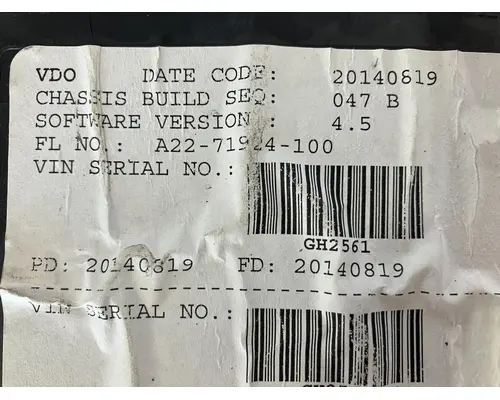 VDO DATE CODE: 20140819
CHASSIS BUILD SEQ: 047 B
SOFTWARE VERSION : 4.5
FL NO.: A22-71924-100
VIN SERIAL NO.:
GH2561
PD: 20140819 FD: 20140819
VIN SERIAL NO.: